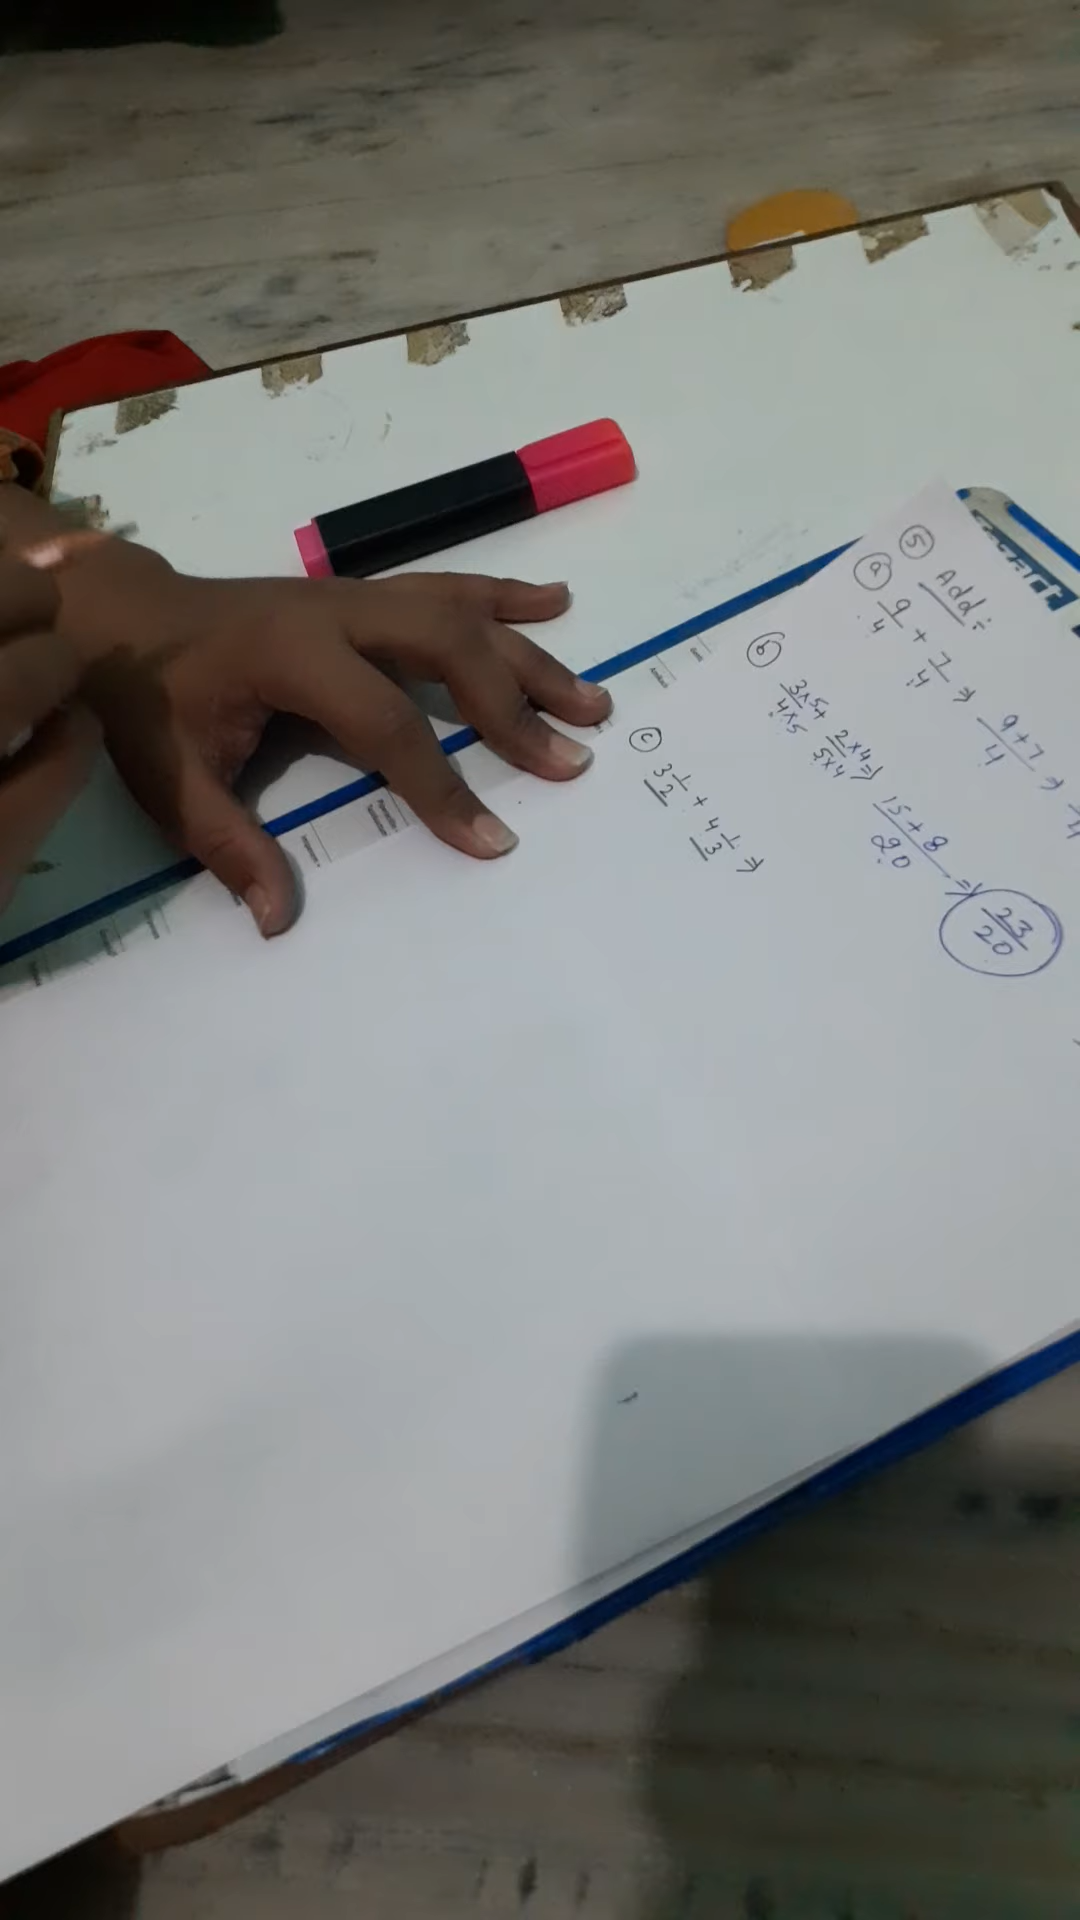 5 Add:
a 9/4 + 7/4 ⇒ 9+7/4 ⇒
b 3×5/4×5 + 2×4/5×4 ⇒ 15+8/20 ⇒ 23/20
c 3 1/2 + 4 1/3 ⇒